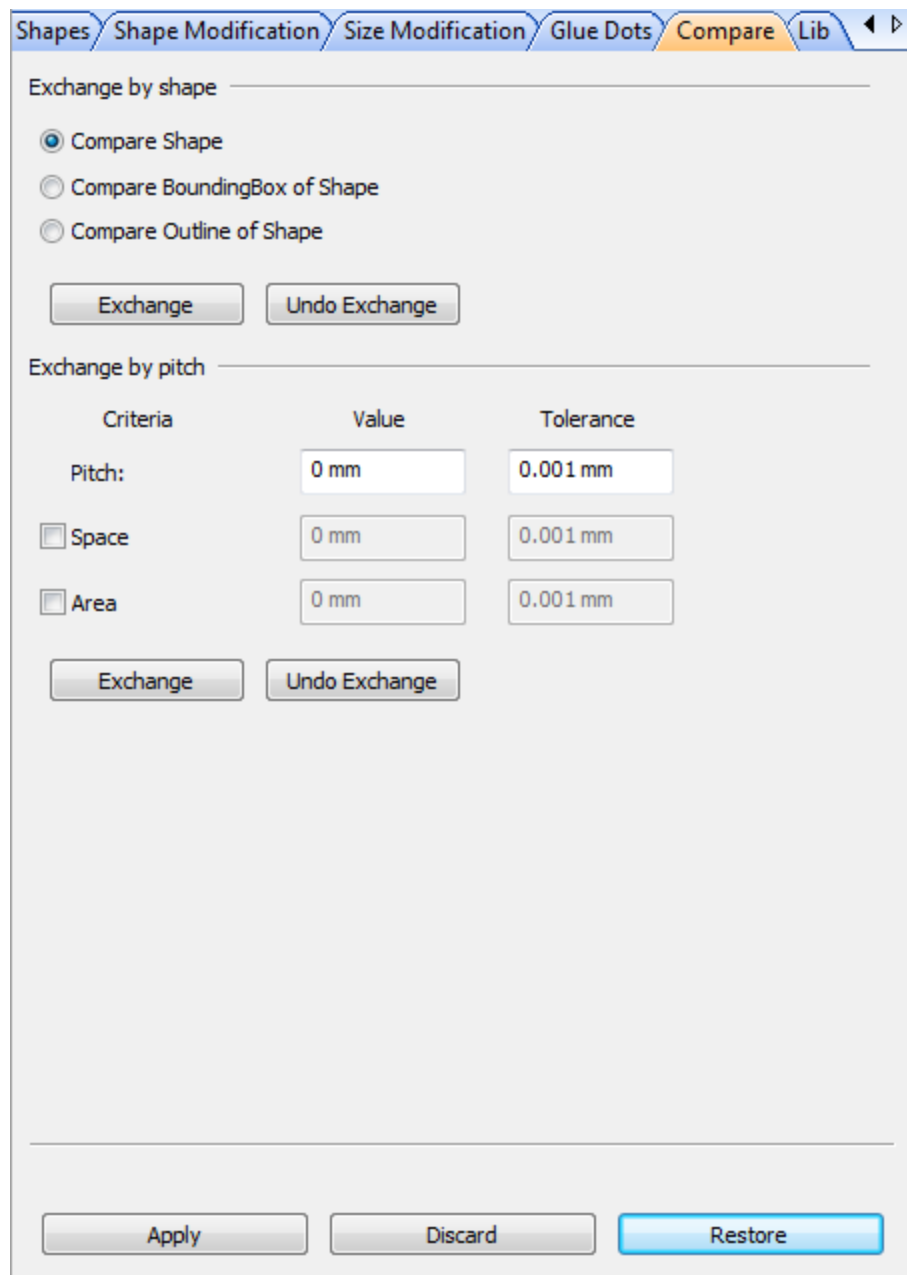 Shapes Shape Modification Size Modification Glue Dots Compare Lib
Exchange by shape
Compare Shape
Compare BoundingBox of Shape
Compare Outline of Shape
Exchange Undo Exchange
Exchange by pitch
Criteria Value Tolerance
Pitch: 0 mm 0.001 mm
Space 0 mm 0.001 mm
Area 0 mm 0.001 mm
Exchange Undo Exchange
Apply Discard Restore